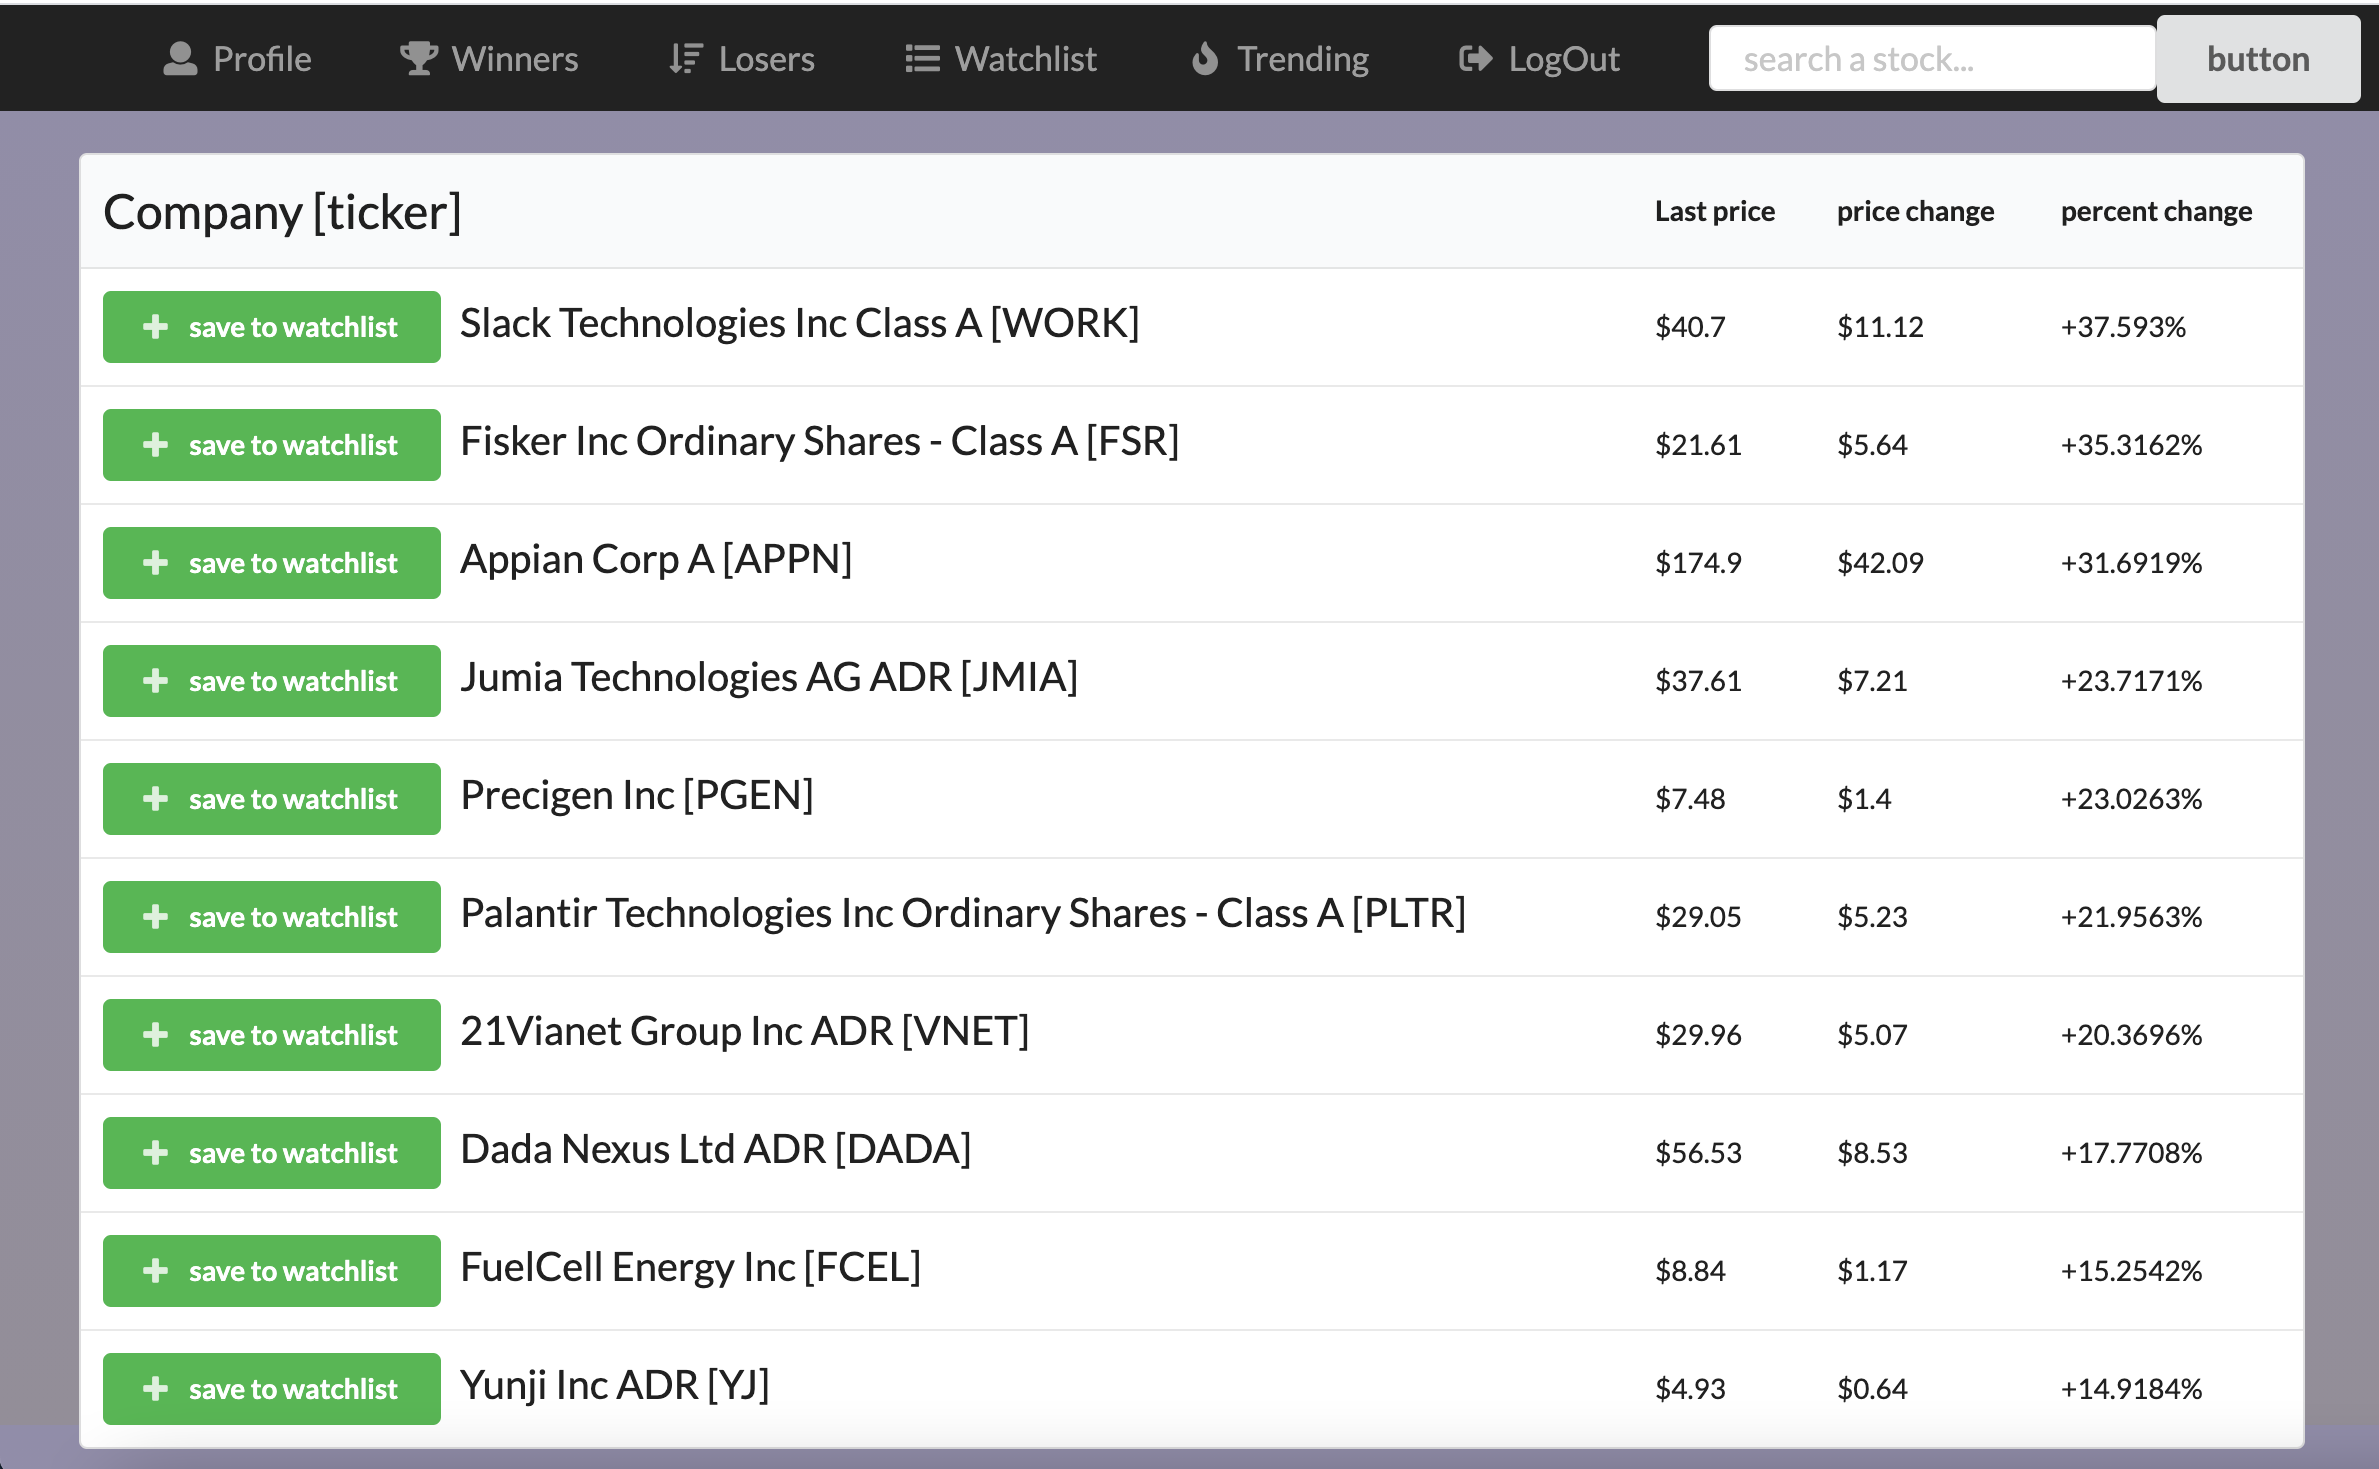 Profile Winners Losers Watchlist Trending LogOut search a stock... button
Company [ticker] Last price price change percent change
save to watchlist Slack Technologies Inc Class A [WORK] $40.7 $11.12 +37.593%
save to watchlist Fisker Inc Ordinary Shares - Class A [FSR] $21.61 $5.64 +35.3162%
save to watchlist Appian Corp A [APPN] $174.9 $42.09 +31.6919%
save to watchlist Jumia Technologies AG ADR [JMIA] $37.61 $7.21 +23.7171%
save to watchlist Precigen Inc [PGEN] $7.48 $1.4 +23.0263%
save to watchlist Palantir Technologies Inc Ordinary Shares - Class A [PLTR] $29.05 $5.23 +21.9563%
save to watchlist 21Vianet Group Inc ADR [VNET] $29.96 $5.07 +20.3696%
save to watchlist Dada Nexus Ltd ADR [DADA] $56.53 $8.53 +17.7708%
save to watchlist FuelCell Energy Inc [FCEL] $8.84 $1.17 +15.2542%
save to watchlist Yunji Inc ADR [YJ] $4.93 $0.64 +14.9184%